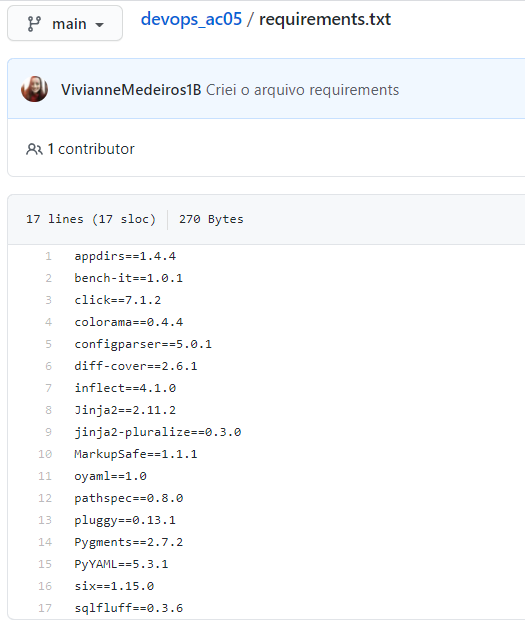 main
devops_ac05 / requirements.txt
VivianneMedeiros1B Criei o arquivo requirements
1 contributor
17 lines (17 sloc) 270 Bytes
1 appdirs==1.4.4
2 bench-it==1.0.1
3 click==7.1.2
4 colorama==0.4.4
5 configparser==5.0.1
6 diff-cover==2.6.1
7 inflect==4.1.0
8 Jinja2==2.11.2
9 jinja2-pluralize==0.3.0
10 MarkupSafe==1.1.1
11 oyaml==1.0
12 pathspec==0.8.0
13 pluggy==0.13.1
14 Pygments==2.7.2
15 PyYAML==5.3.1
16 six==1.15.0
17 sqlfluff==0.3.6